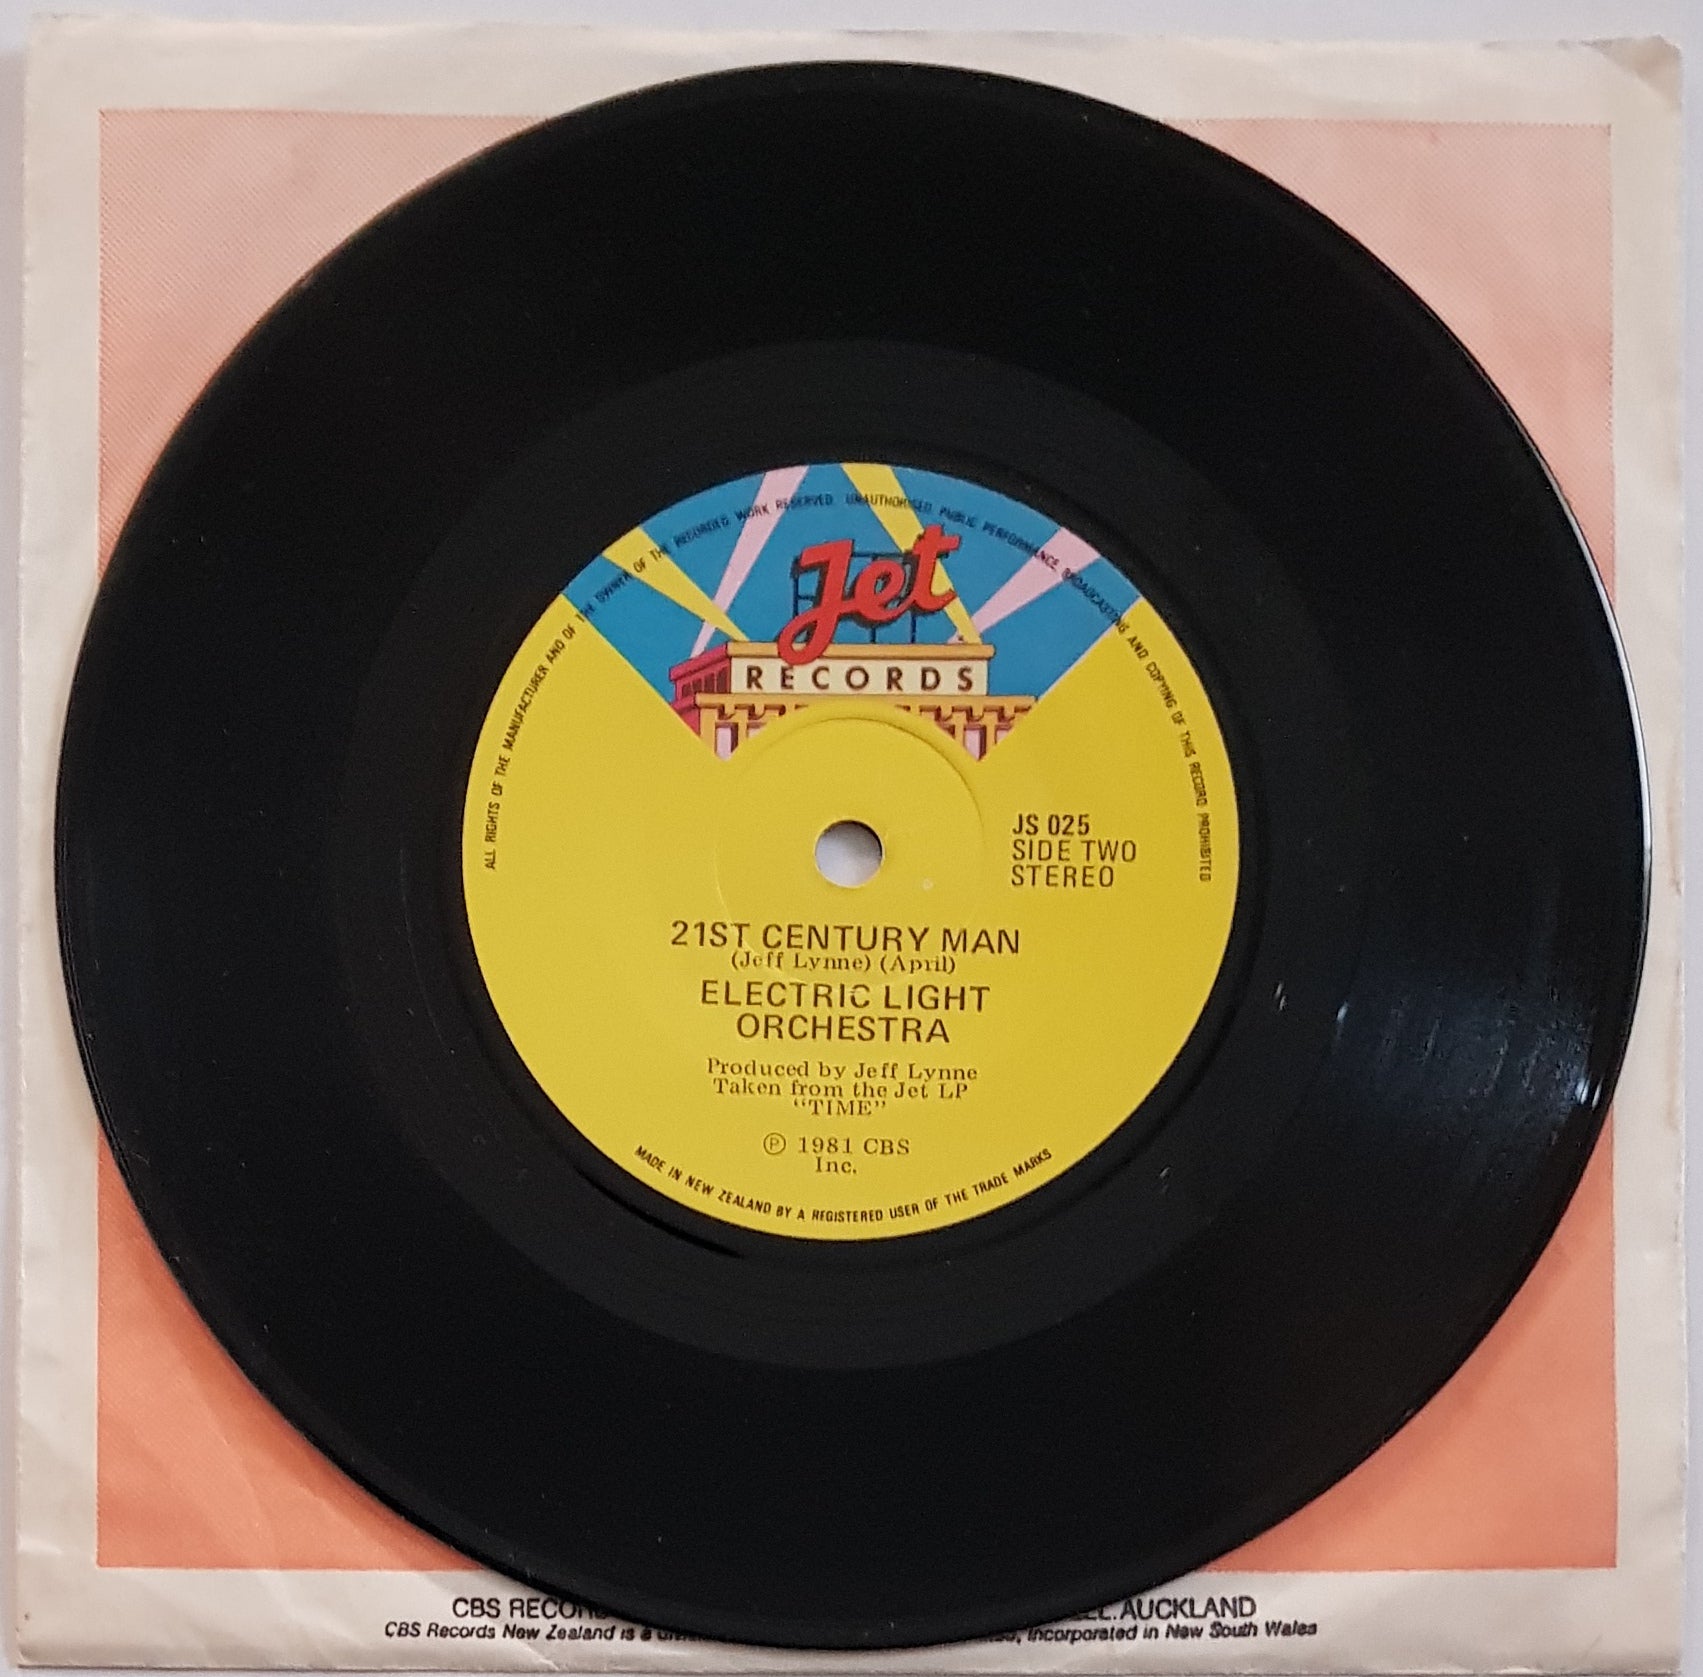 ALL RIGHTS OF THE MANUFACTURER AND OF THE OWNER OF THE RECORDED WORK RESERVED. UNAUTHORISED PUBLIC PERFORMANCE, BROADCASTING AND COPYING OF THIS RECORD PROHIBITED
Jet
RECORDS
JS 025
SIDE TWO
STEREO
21ST CENTURY MAN
(Jeff Lynne) (April)
ELECTRIC LIGHT
ORCHESTRA
Produced by Jeff Lynne
Taken from the Jet LP
“TIME”
℗ 1981 CBS
Inc.
MADE IN NEW ZEALAND BY A REGISTERED USER OF THE TRADE MARKS
CBS AUCKLAND
CBS Records New Zealand is a incorporated in New South Wales